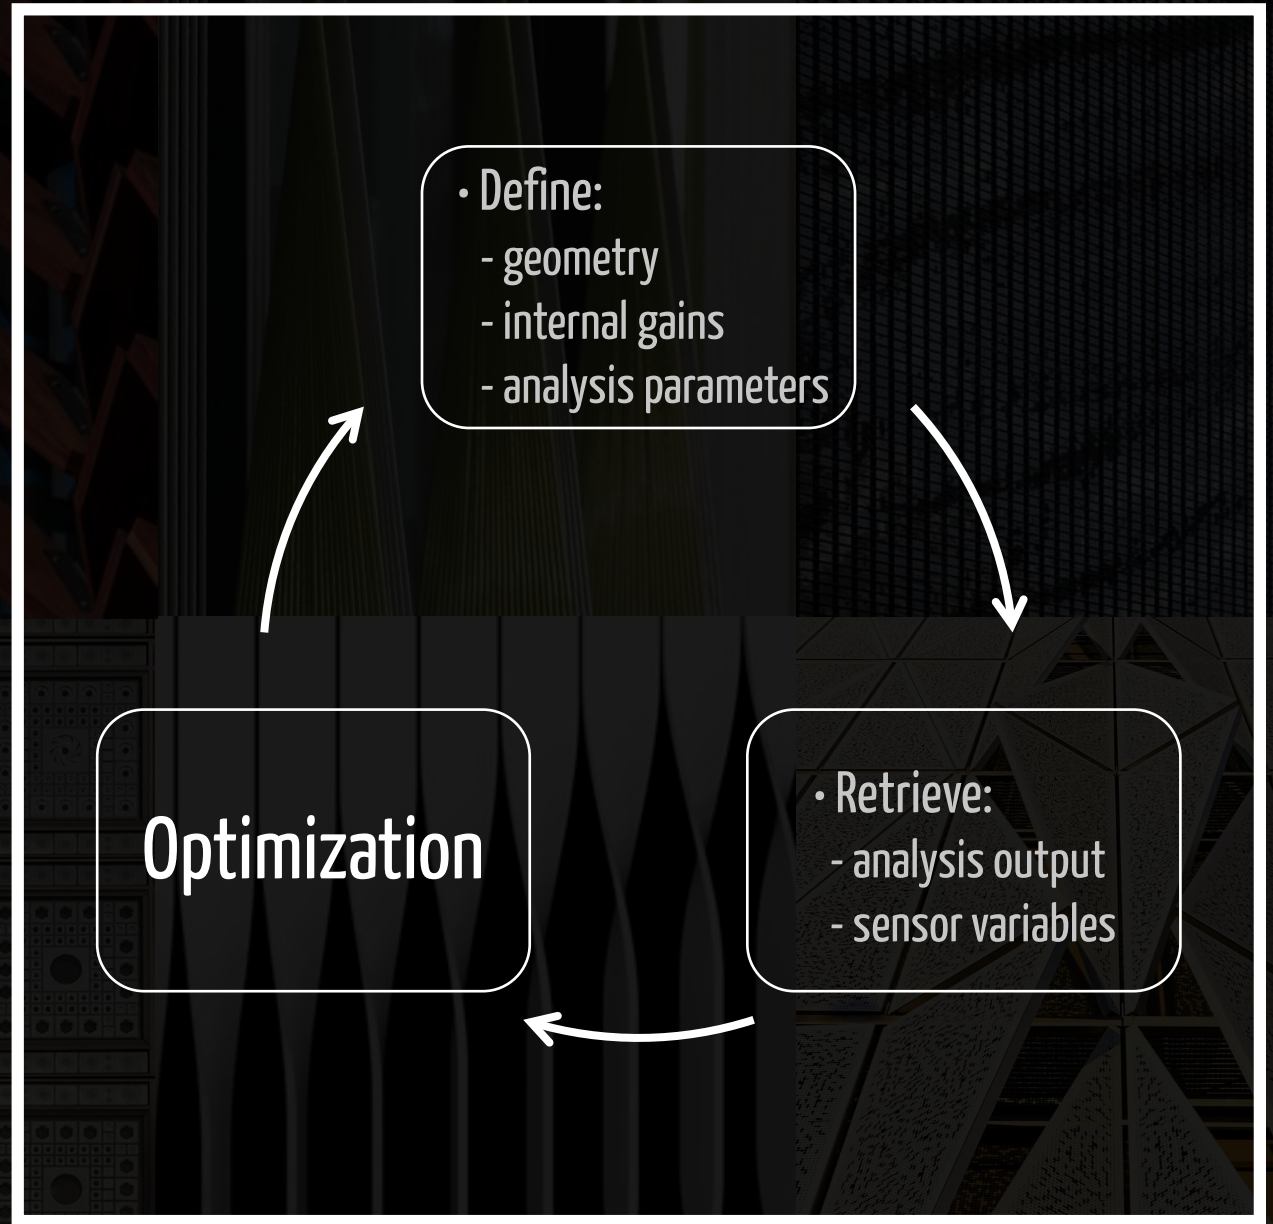 • Define:
- geometry
- internal gains
- analysis parameters
Optimization
• Retrieve:
- analysis output
- sensor variables